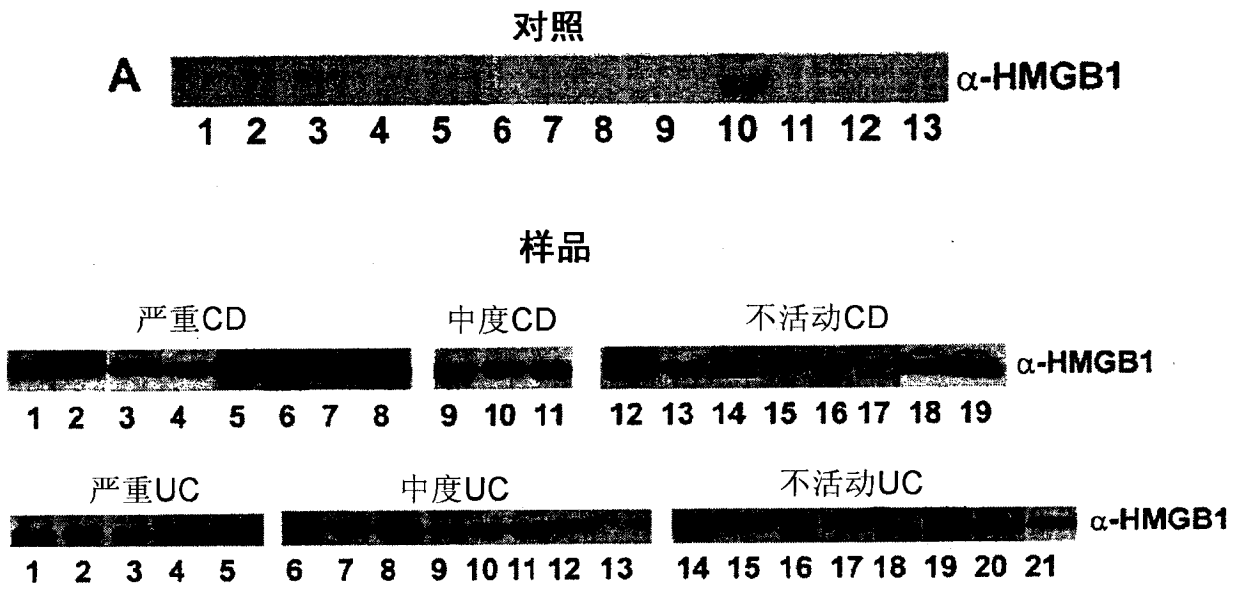 对照
A α-HMGB1
1 2 3 4 5 6 7 8 9 10 11 12 13
样品
严重CD 中度CD 不活动CD
α-HMGB1
1 2 3 4 5 6 7 8 9 10 11 12 13 14 15 16 17 18 19
严重UC 中度UC 不活动UC
α-HMGB1
1 2 3 4 5 6 7 8 9 10 11 12 13 14 15 16 17 18 19 20 21